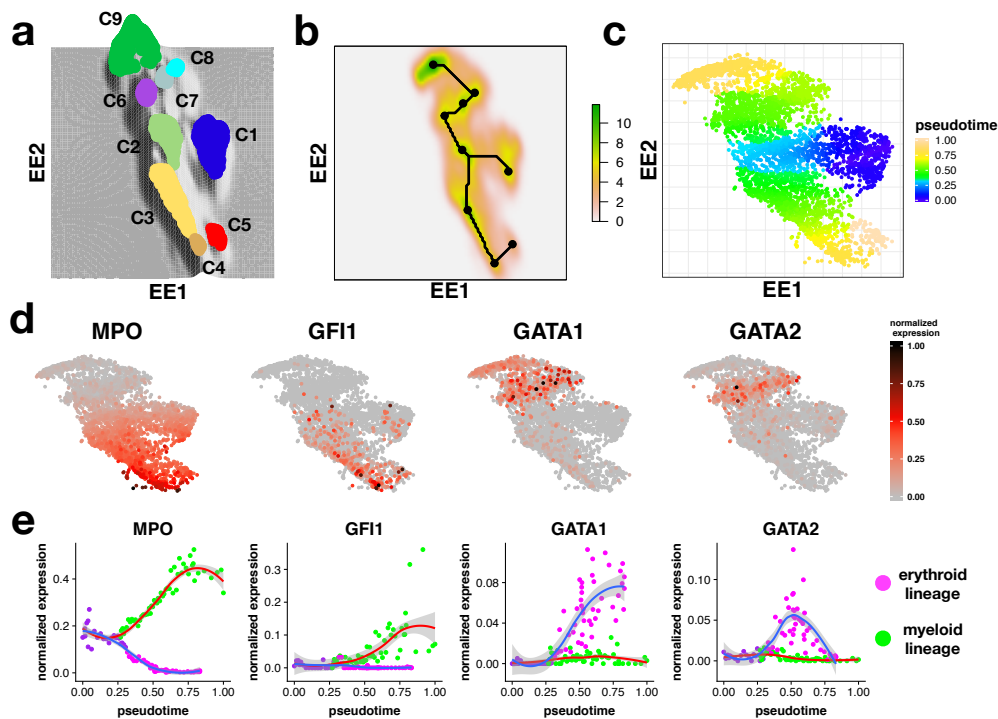 a
b
c
C9
C8
C6
C7
C2
C1
C3
C5
C4
EE2
EE1
EE2
EE1
10
8
6
4
2
0
EE2
EE1
pseudotime
1.00
0.75
0.50
0.25
0.00
d
MPO
GFI1
GATA1
GATA2
normalized
expression
1.00
0.75
0.50
0.25
0.00
e
MPO
normalized expression
0.4
0.2
0.0
0.00 0.25 0.50 0.75 1.00
pseudotime
GFI1
normalized expression
0.3
0.2
0.1
0.0
0.00 0.25 0.50 0.75 1.00
pseudotime
GATA1
normalized expression
0.08
0.04
0.00
0.00 0.25 0.50 0.75 1.00
pseudotime
GATA2
normalized expression
0.10
0.05
0.00
0.00 0.25 0.50 0.75 1.00
pseudotime
erythroid
lineage
myeloid
lineage